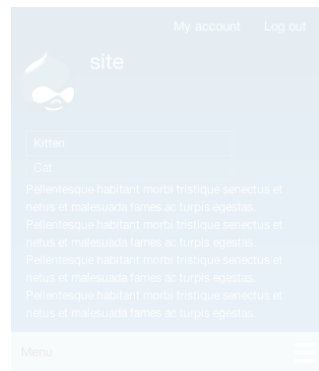 My account Log out
site
Kitten
Cat
Pellentesque habitant morbi tristique senectus et
netus et malesuada fames ac turpis egestas.
Pellentesque habitant morbi tristique senectus et
netus et malesuada fames ac turpis egestas.
Pellentesque habitant morbi tristique senectus et
netus et malesuada fames ac turpis egestas.
Pellentesque habitant morbi tristique senectus et
netus et malesuada fames ac turpis egestas.
Menu